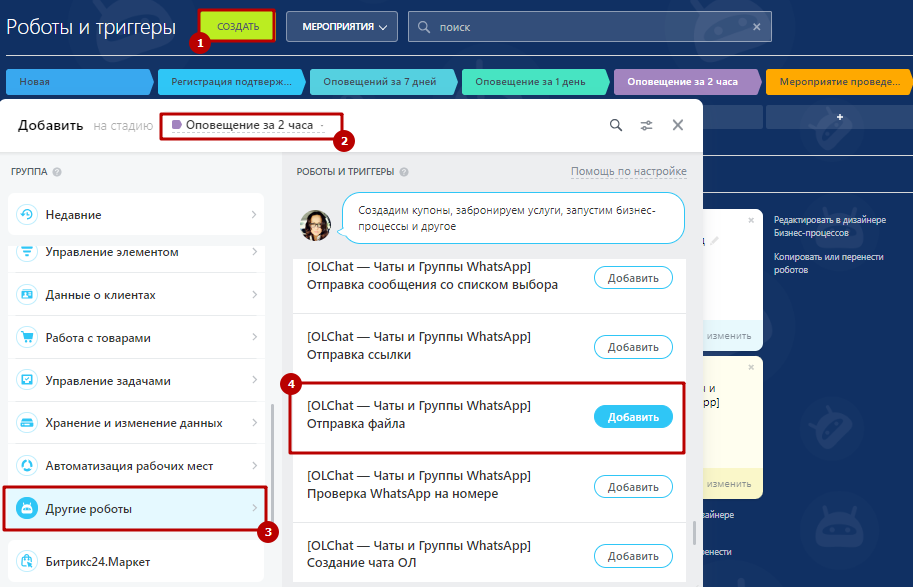 Роботы и триггеры
СОЗДАТЬ
МЕРОПРИЯТИЯ
поиск
1
Новая
Регистрация подтверж...
Оповещений за 7 дней
Оповещение за 1 день
Оповещение за 2 часа
Мероприятие проведе...
Добавить на стадию Оповещение за 2 часа
2
ГРУППА
Недавние
Управление элементом
Данные о клиентах
Работа с товарами
Управление задачами
Хранение и изменение данных
Автоматизация рабочих мест
Другие роботы
3
Битрикс24.Маркет
РОБОТЫ И ТРИГГЕРЫ
Помощь по настройке
Создадим купоны, забронируем услуги, запустим бизнес-
процессы и другое
[OLChat — Чаты и Группы WhatsApp]
Отправка сообщения со списком выбора
Добавить
[OLChat — Чаты и Группы WhatsApp]
Отправка ссылки
Добавить
4
[OLChat — Чаты и Группы WhatsApp]
Отправка файла
Добавить
[OLChat — Чаты и Группы WhatsApp]
Проверка WhatsApp на номере
Добавить
[OLChat — Чаты и Группы WhatsApp]
Создание чата ОЛ
Добавить
+
Редактировать в дизайнере
Бизнес-процессов
Копировать или перенести
роботов
изменить
ы и
pp]
изменить
зайнере
ренести